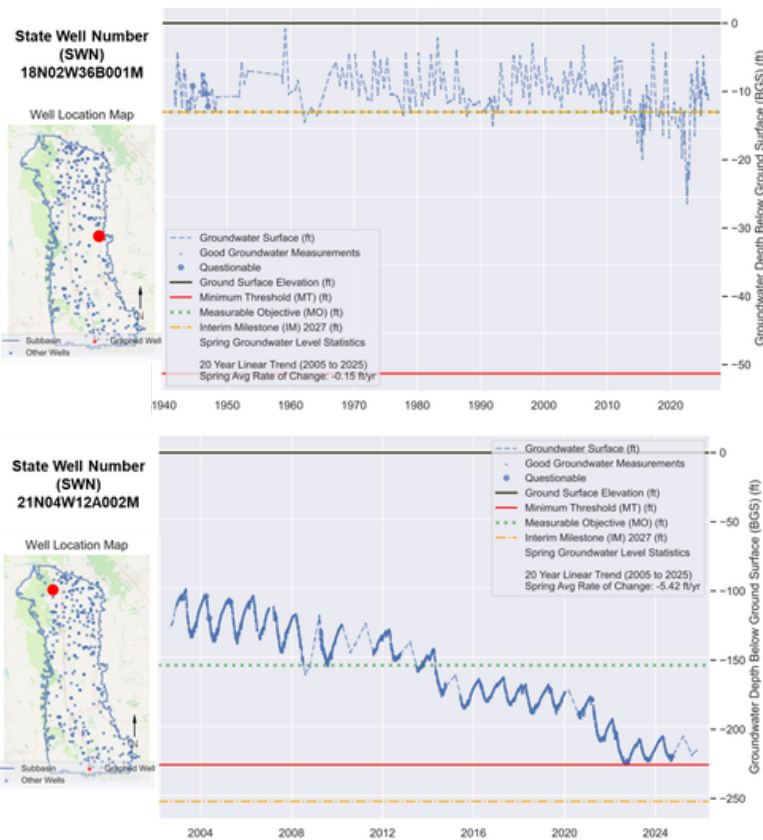 State Well Number
(SWN)
18N02W36B001M
Well Location Map
N
Subbasin
Graphed Well
Other Wells
Groundwater Surface (ft)
Good Groundwater Measurements
Questionable
Ground Surface Elevation (ft)
Minimum Threshold (MT) (ft)
Measurable Objective (MO) (ft)
Interim Milestone (IM) 2027 (ft)
Spring Groundwater Level Statistics
20 Year Linear Trend (2005 to 2025)
Spring Avg Rate of Change: -0.15 ft/yr
0
−10
−20
−30
−40
−50
Groundwater Depth Below Ground Surface (BGS) (ft)
1940 1950 1960 1970 1980 1990 2000 2010 2020
State Well Number
(SWN)
21N04W12A002M
Well Location Map
N
Subbasin
Graphed Well
Other Wells
Groundwater Surface (ft)
Good Groundwater Measurements
Questionable
Ground Surface Elevation (ft)
Minimum Threshold (MT) (ft)
Measurable Objective (MO) (ft)
Interim Milestone (IM) 2027 (ft)
Spring Groundwater Level Statistics
20 Year Linear Trend (2005 to 2025)
Spring Avg Rate of Change: -5.42 ft/yr
0
−50
−100
−150
−200
−250
Groundwater Depth Below Ground Surface (BGS) (ft)
2004 2008 2012 2016 2020 2024